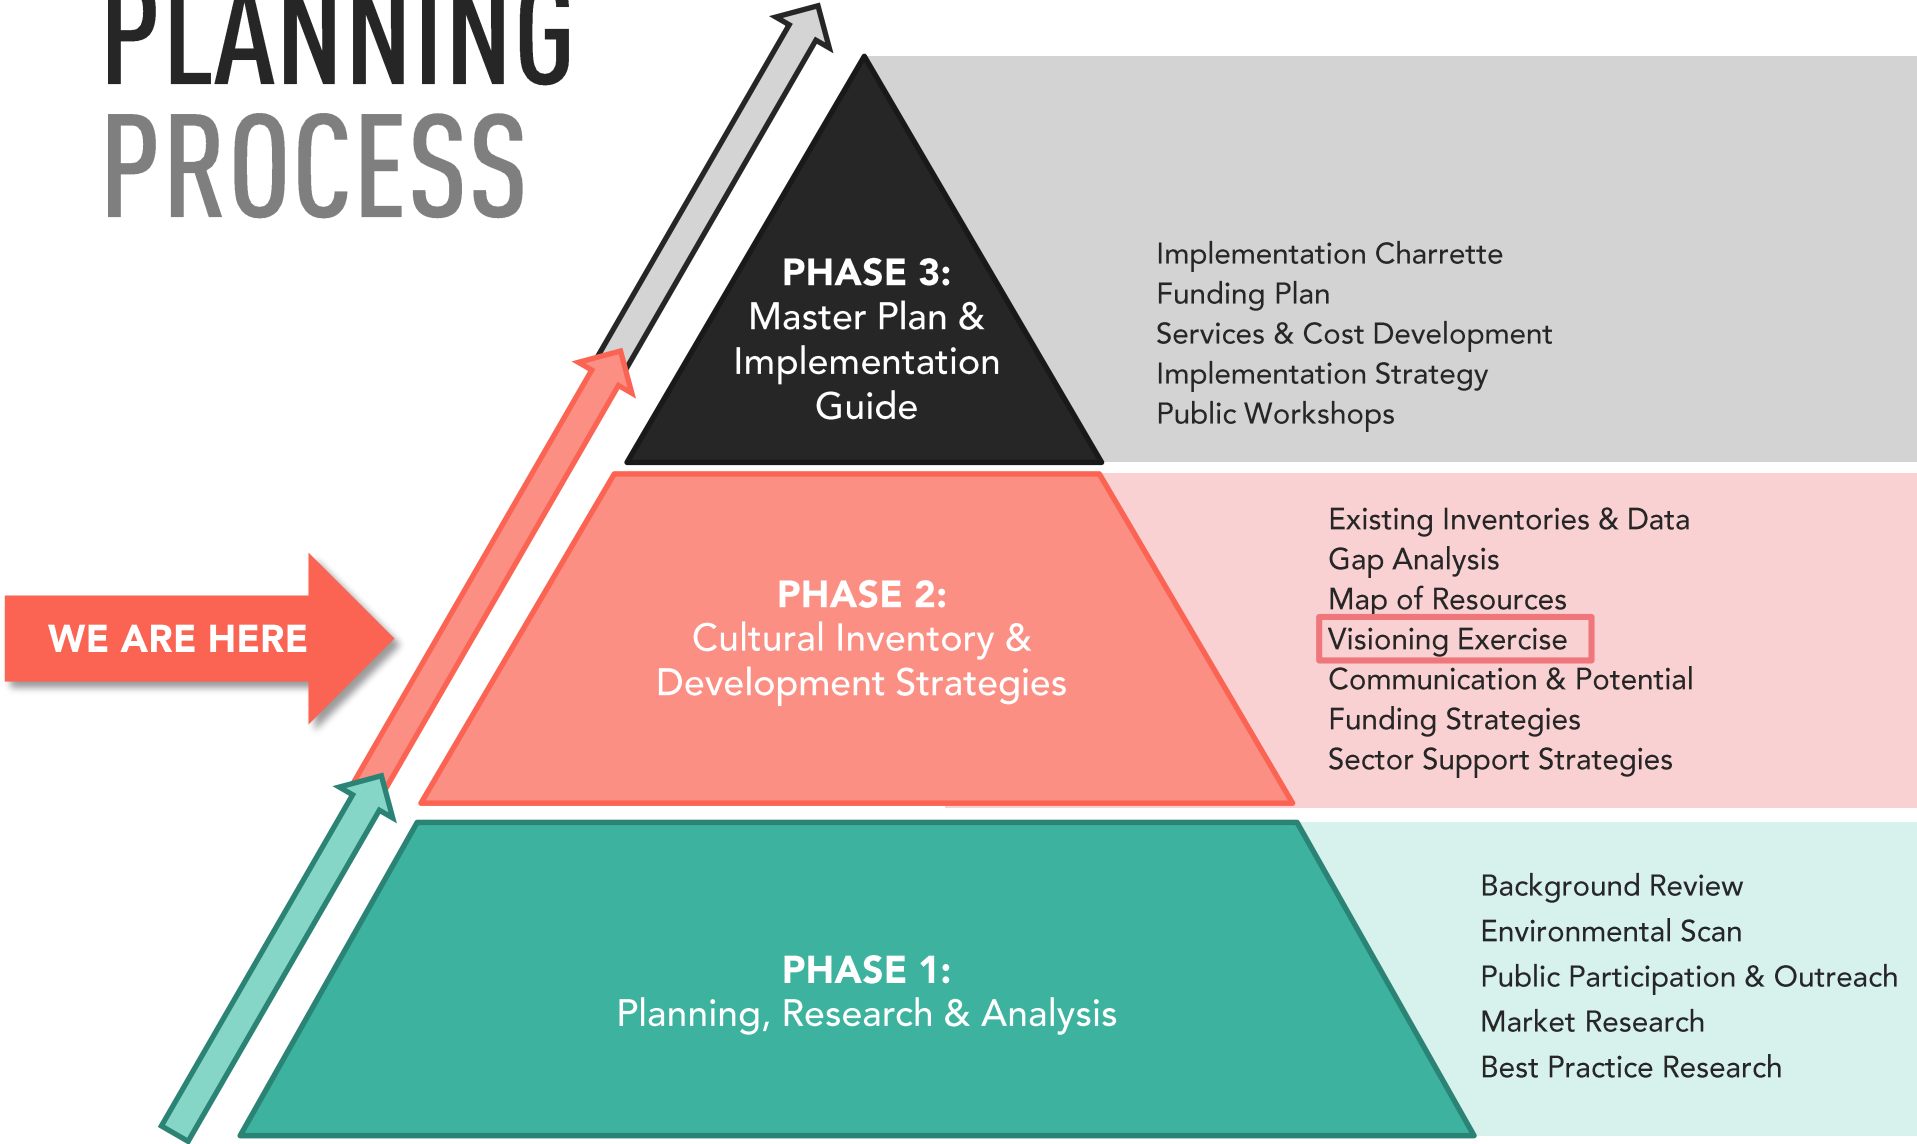 PLANNING
PROCESS
PHASE 3:
Master Plan &
Implementation
Guide
Implementation Charrette
Funding Plan
Services & Cost Development
Implementation Strategy
Public Workshops
WE ARE HERE
PHASE 2:
Cultural Inventory &
Development Strategies
Existing Inventories & Data
Gap Analysis
Map of Resources
Visioning Exercise
Communication & Potential
Funding Strategies
Sector Support Strategies
PHASE 1:
Planning, Research & Analysis
Background Review
Environmental Scan
Public Participation & Outreach
Market Research
Best Practice Research